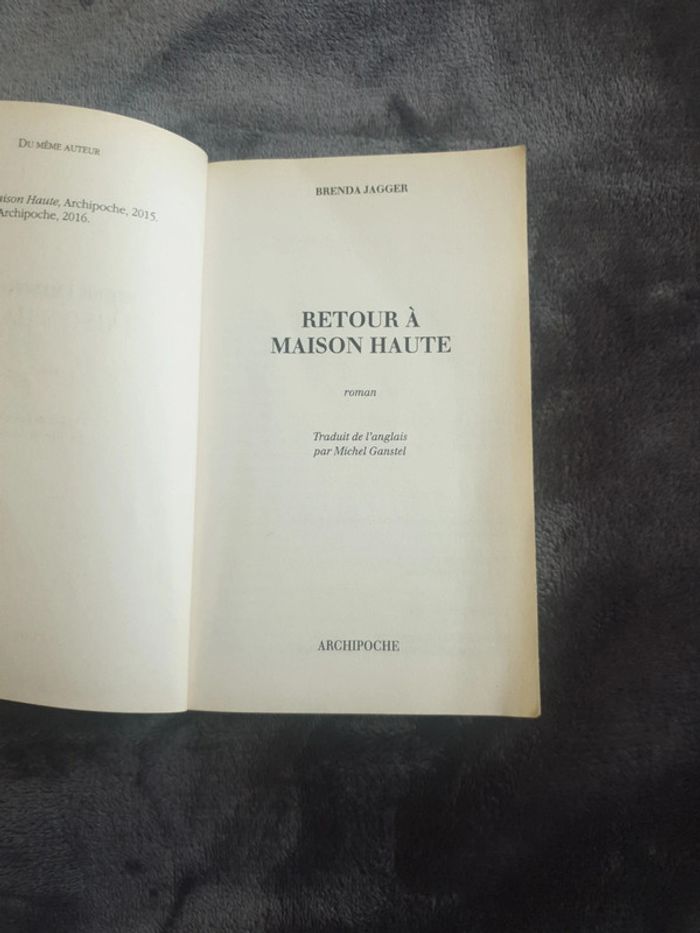 DU MÊME AUTEUR
aison Haute, Archipoche, 2015.
Archipoche, 2016.
BRENDA JAGGER
RETOUR À
MAISON HAUTE
roman
Traduit de l'anglais
par Michel Ganstel
ARCHIPOCHE